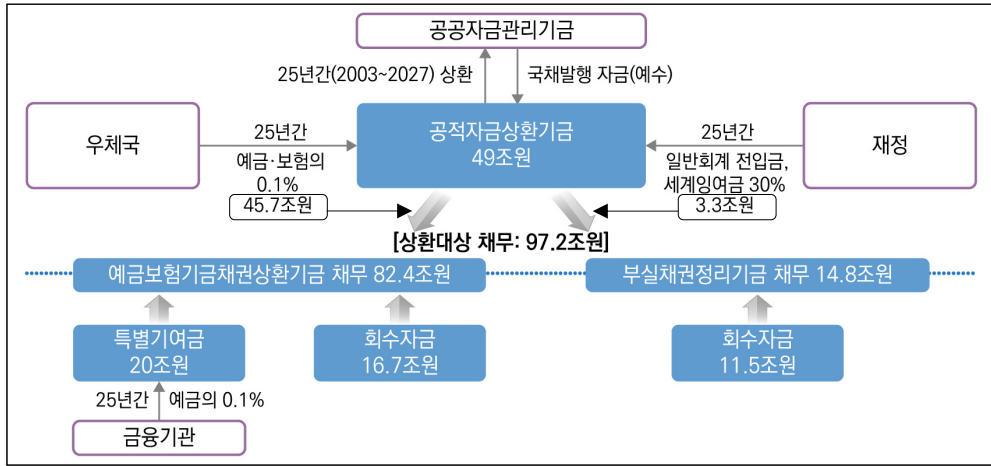 공공자금관리기금
25년간(2003~2027) 상환
국채발행 자금(예수)
우체국
25년간
예금·보험의
0.1%
45.7조원
공적자금상환기금
49조원
25년간
일반회계 전입금,
세계잉여금 30%
3.3조원
재정
[상환대상 채무: 97.2조원]
예금보험기금채권상환기금 채무 82.4조원
부실채권정리기금 채무 14.8조원
특별기여금
20조원
회수자금
16.7조원
회수자금
11.5조원
25년간
예금의 0.1%
금융기관